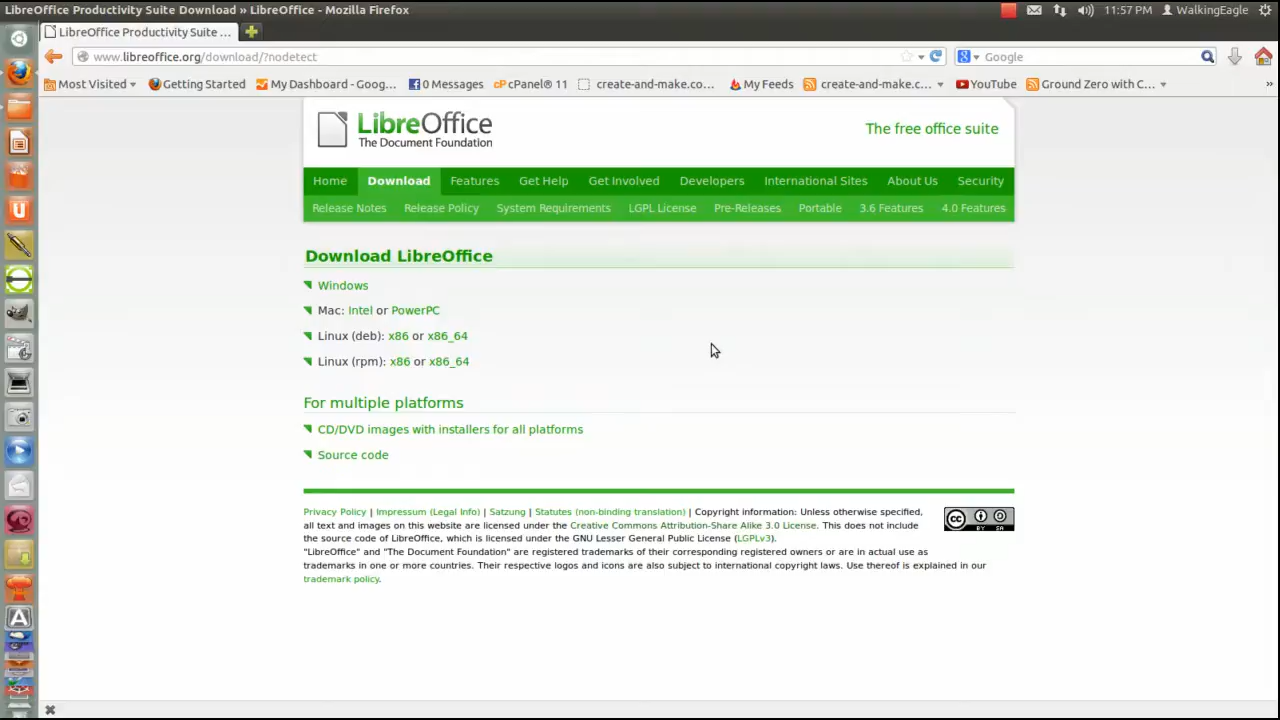 LibreOffice Productivity Suite Download » LibreOffice - Mozilla Firefox
11:57 PM WalkingEagle
LibreOffice Productivity Suite ...
www.libreoffice.org/download/?nodetect
Google
Most Visited Getting Started My Dashboard - Goog... 0 Messages cPanel® 11 create-and-make.co... My Feeds create-and-make.c... YouTube Ground Zero with C... »
LibreOffice
The Document Foundation
The free office suite
Home Download Features Get Help Get Involved Developers International Sites About Us Security
Release Notes Release Policy System Requirements LGPL License Pre-Releases Portable 3.6 Features 4.0 Features
Download LibreOffice
Windows
Mac: Intel or PowerPC
Linux (deb): x86 or x86_64
Linux (rpm): x86 or x86_64
For multiple platforms
CD/DVD images with installers for all platforms
Source code
Privacy Policy | Impressum (Legal Info) | Satzung | Statutes (non-binding translation) | Copyright information: Unless otherwise specified,
all text and images on this website are licensed under the Creative Commons Attribution-Share Alike 3.0 License. This does not include
the source code of LibreOffice, which is licensed under the GNU Lesser General Public License (LGPLv3).
"LibreOffice" and "The Document Foundation" are registered trademarks of their corresponding registered owners or are in actual use as
trademarks in one or more countries. Their respective logos and icons are also subject to international copyright laws. Use thereof is explained in our
trademark policy.
cc BY SA